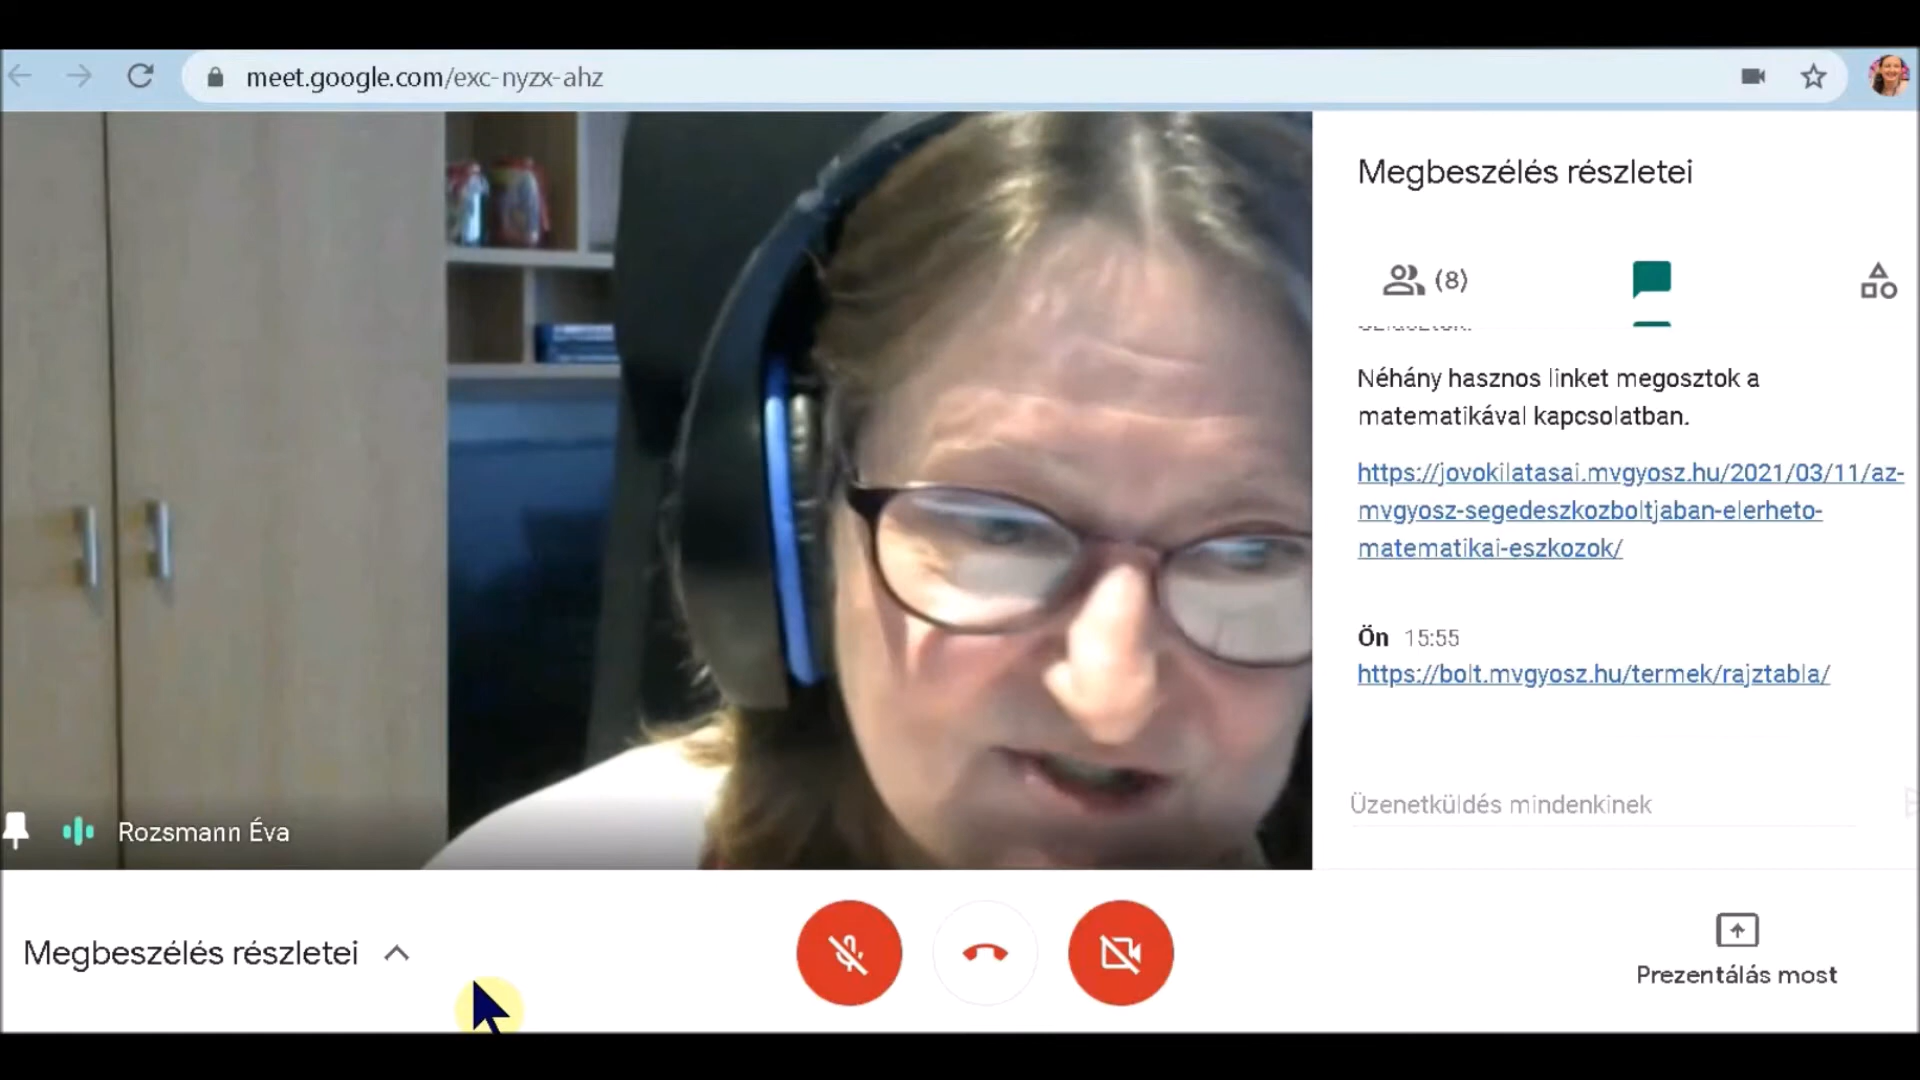 meet.google.com/exc-nyzx-ahz
Megbeszélés részletei
(8)
Néhány hasznos linket megosztok a
matematikával kapcsolatban.
https://jovokilatasai.mvgyosz.hu/2021/03/11/az-
mvgyosz-segedeszkozboltjaban-elerheto-
matematikai-eszkozok/
Ön 15:55
https://bolt.mvgyosz.hu/termek/rajztabla/
Üzenetküldés mindenkinek
Rozsmann Éva
Megbeszélés részletei
Prezentálás most